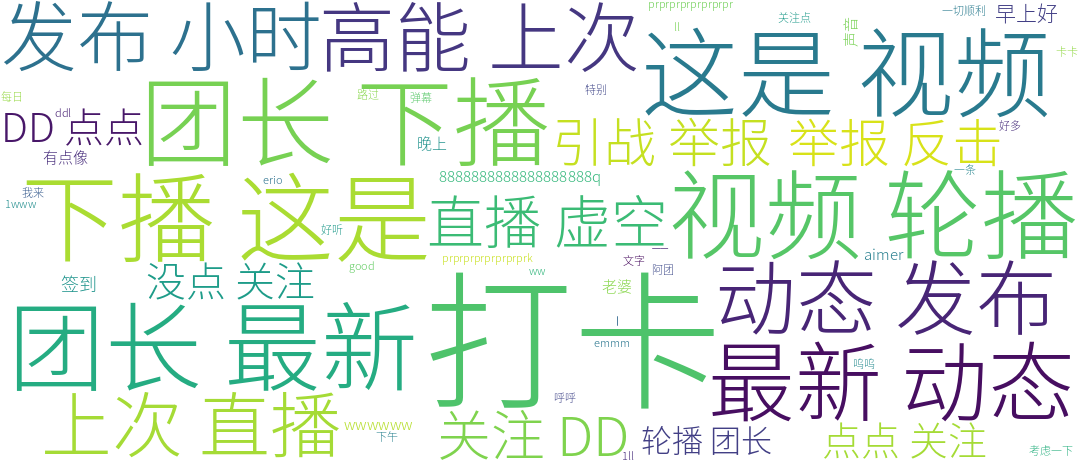 prprprprprprprpr
发布 小时
高能 上次
ll
关注点
声音
一切顺利
早上好
这是 视频
卡卡
每日
ddl
DD 点点
团长 下播
路过
弹幕
特别
引战 举报
举报 反击
好多
有点像
晚上
一条
我来
1www
下播 这是
erio
好听
8888888888888888888q
直播 虚空
视频 轮播
good
prprprprprprprprk
ww
文字
一
阿团
aimer
签到
没点 关注
老婆
动态 发布
团长 最新
打卡
l
emmm
最新 动态
呜呜
上次 直播
wwwwww
下午
呼呼
关注 DD
1lll
轮播 团长
点点 关注
考虑一下